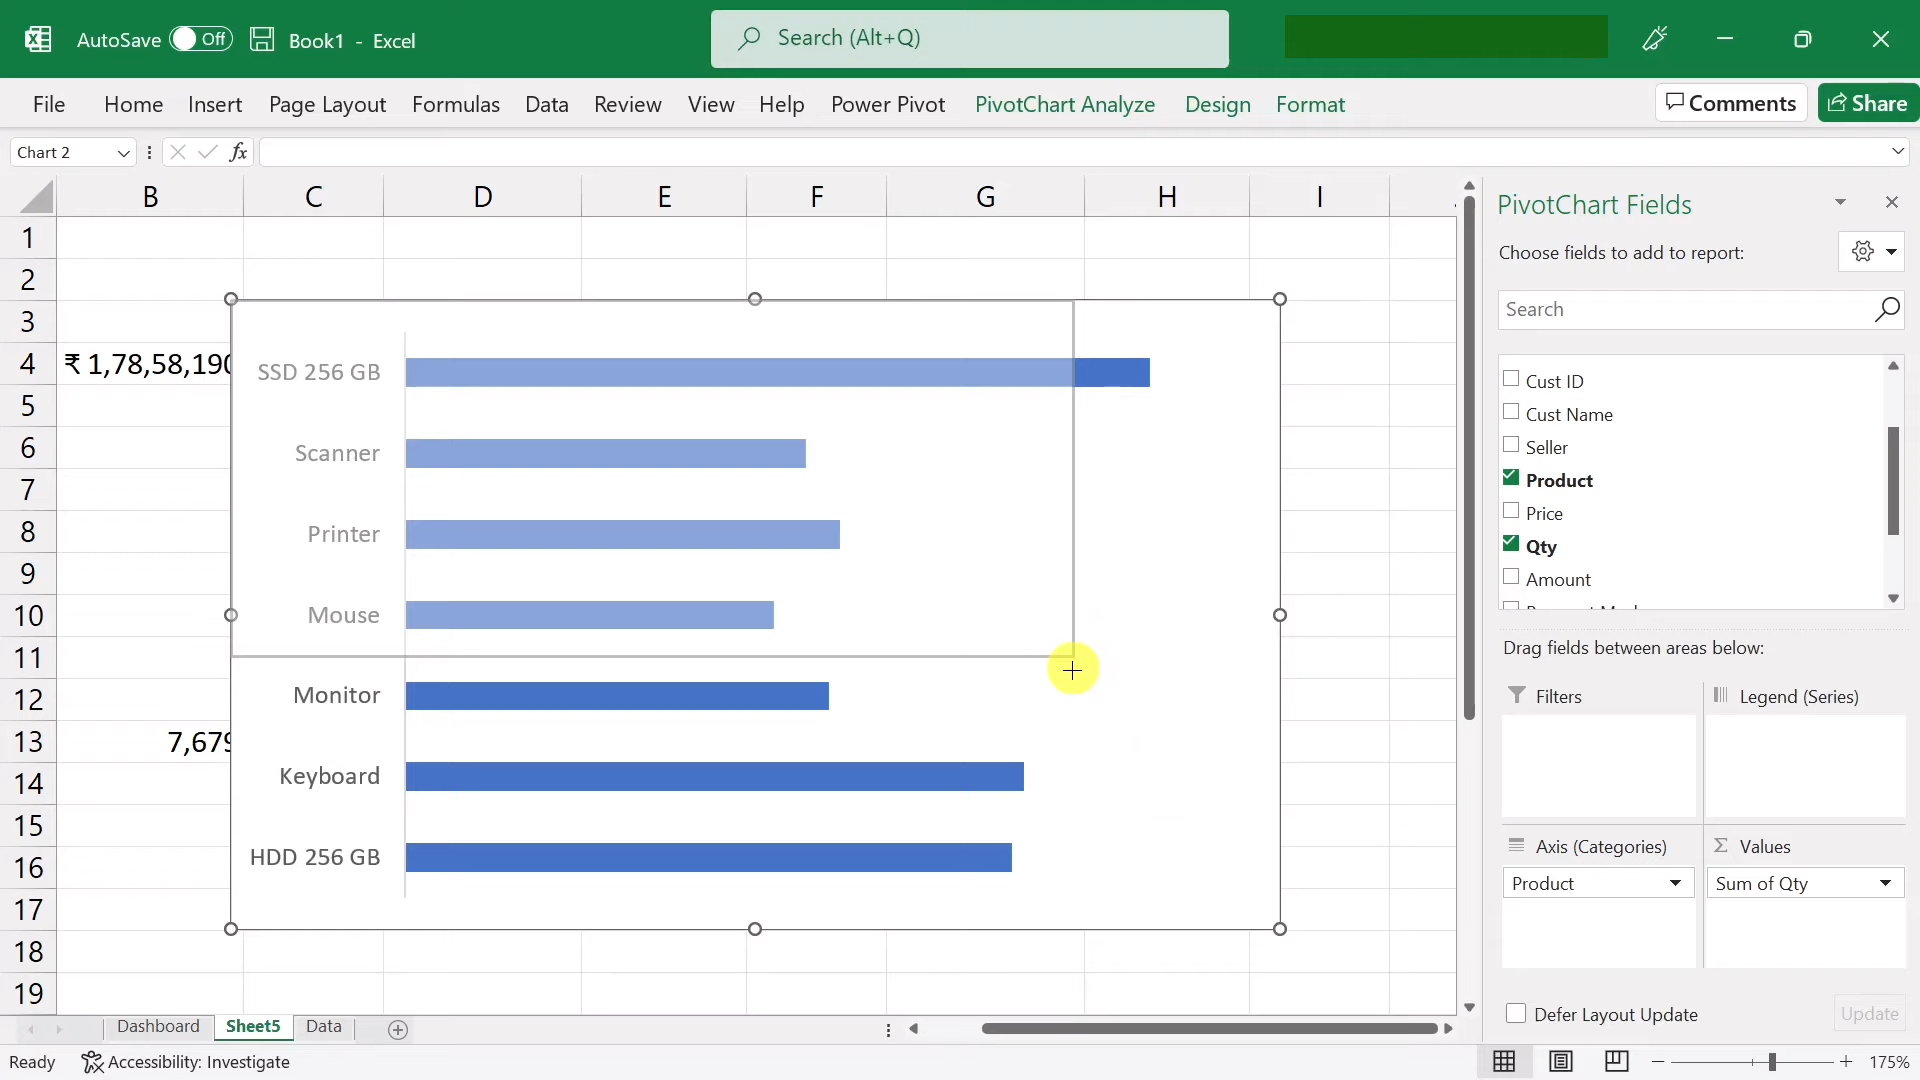 AutoSave Off Book1 - Excel Search (Alt+Q)
File Home Insert Page Layout Formulas Data Review View Help Power Pivot PivotChart Analyze Design Format Comments Share
Chart 2 fx
B C D E F G H I
1
2
3
4 ₹ 1,78,58,190
5
6
7
8
9
10
11
12
13 7,679
14
15
16
17
18
19
SSD 256 GB
Scanner
Printer
Mouse
Monitor
Keyboard
HDD 256 GB
PivotChart Fields
Choose fields to add to report:
Search
Cust ID
Cust Name
Seller
Product
Price
Qty
Amount
Drag fields between areas below:
Filters Legend (Series)
Axis (Categories) Σ Values
Product Sum of Qty
Defer Layout Update Update
Dashboard Sheet5 Data
Ready Accessibility: Investigate 175%